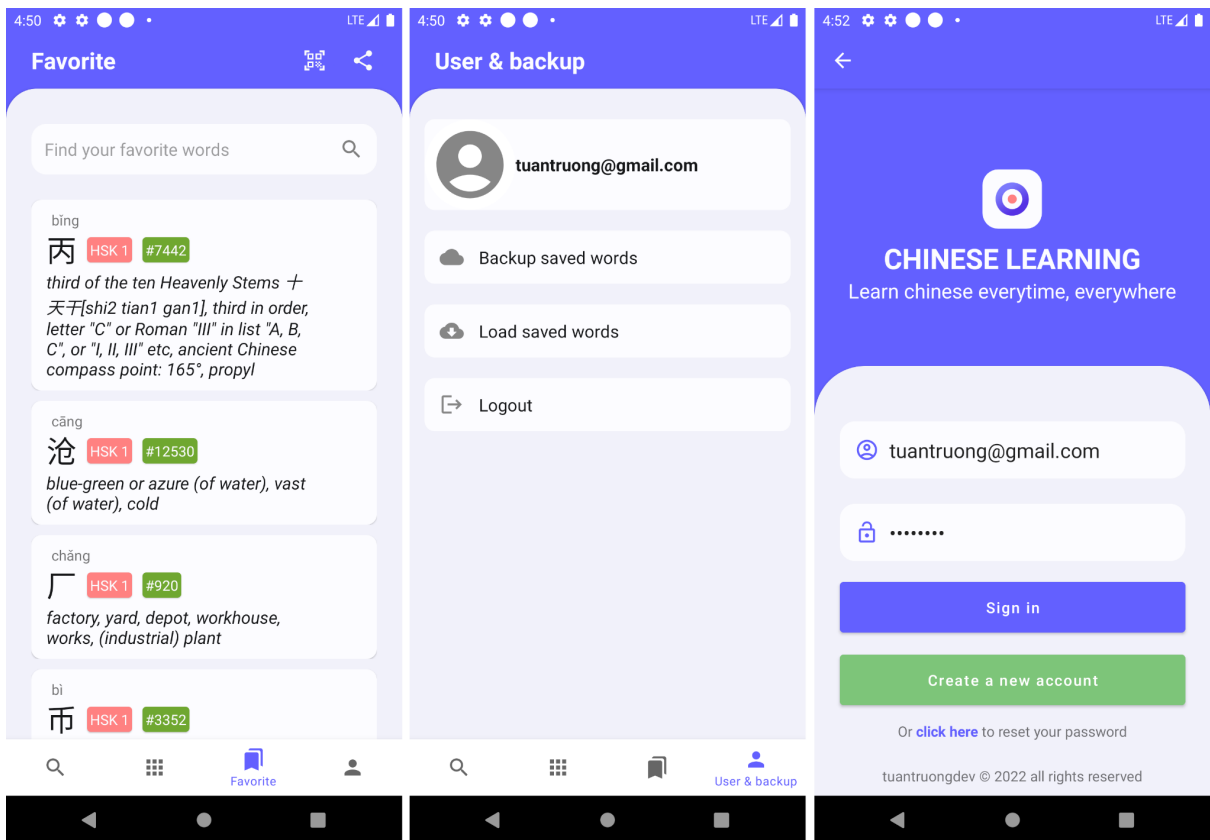 4:50
LTE
Favorite
Find your favorite words
bǐng
丙 HSK 1 #7442
third of the ten Heavenly Stems 十
天干[shi2 tian1 gan1], third in order,
letter "C" or Roman "III" in list "A, B,
C", or "I, II, III" etc, ancient Chinese
compass point: 165°, propyl
cāng
沧 HSK 1 #12530
blue-green or azure (of water), vast
(of water), cold
chǎng
厂 HSK 1 #920
factory, yard, depot, workhouse,
works, (industrial) plant
bì
币 HSK 1 #3352
Favorite
4:50
LTE
User & backup
tuantruong@gmail.com
Backup saved words
Load saved words
Logout
User & backup
4:52
LTE
CHINESE LEARNING
Learn chinese everytime, everywhere
tuantruong@gmail.com
••••••••
Sign in
Create a new account
Or click here to reset your password
tuantruongdev © 2022 all rights reserved